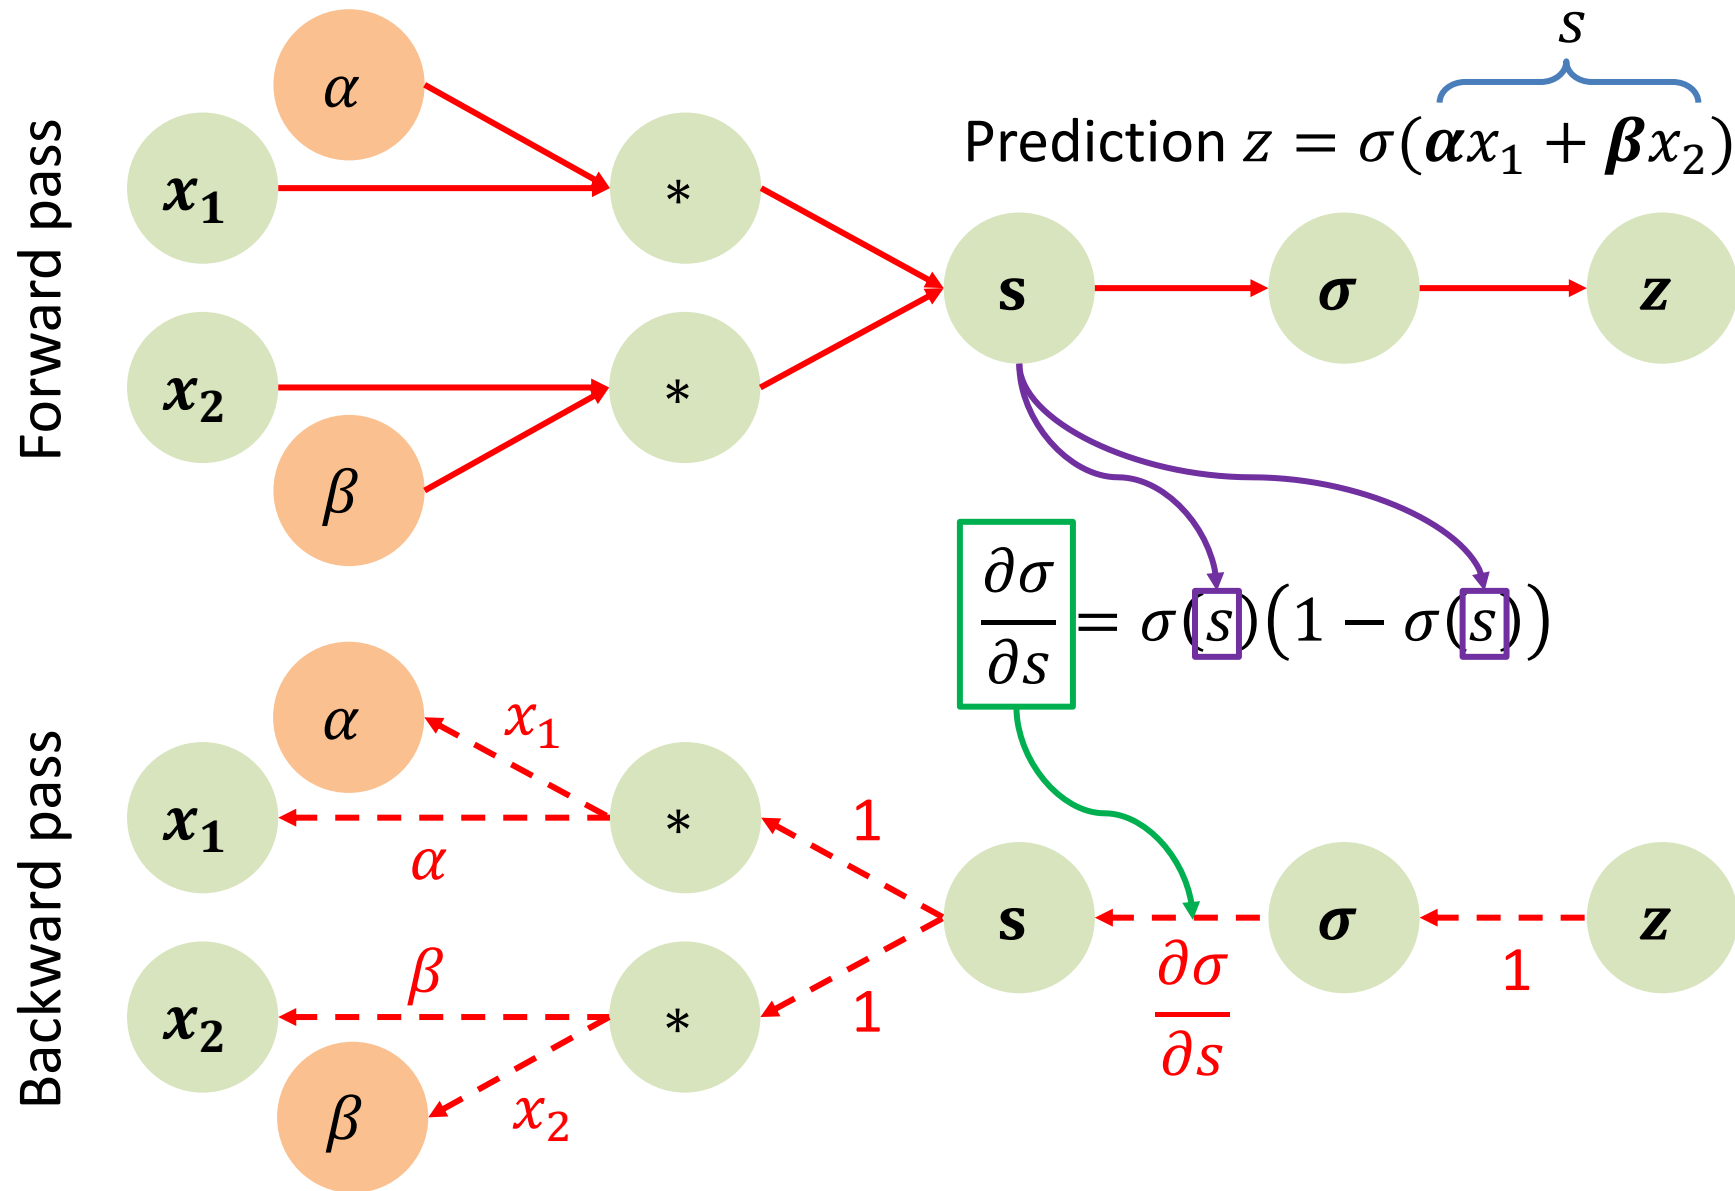 Forward pass
s
Prediction z = σ(αx₁ + βx₂)
α
x₁
*
s
σ
z
x₂
*
β
∂σ/∂s = σ(s)(1 − σ(s))
Backward pass
α
x₁
x₁
α
*
1
s
∂σ/∂s
σ
1
z
β
x₂
*
1
β
x₂